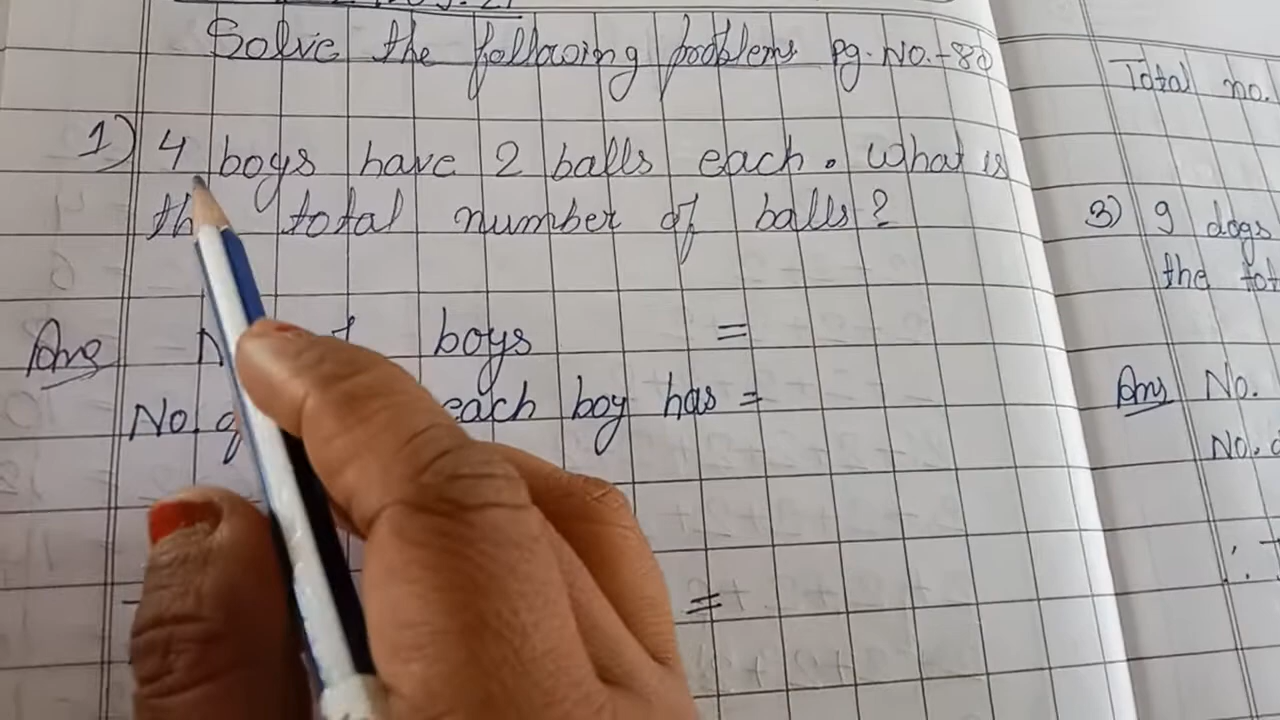 Solve the following problems pg. No.-80
1) 4 boys have 2 balls each. What is
the total number of balls?
Ans boys =
No. each boy has =
=
Total no.
3) 9 dogs
the tot
Ans No.
No. o
∴ T